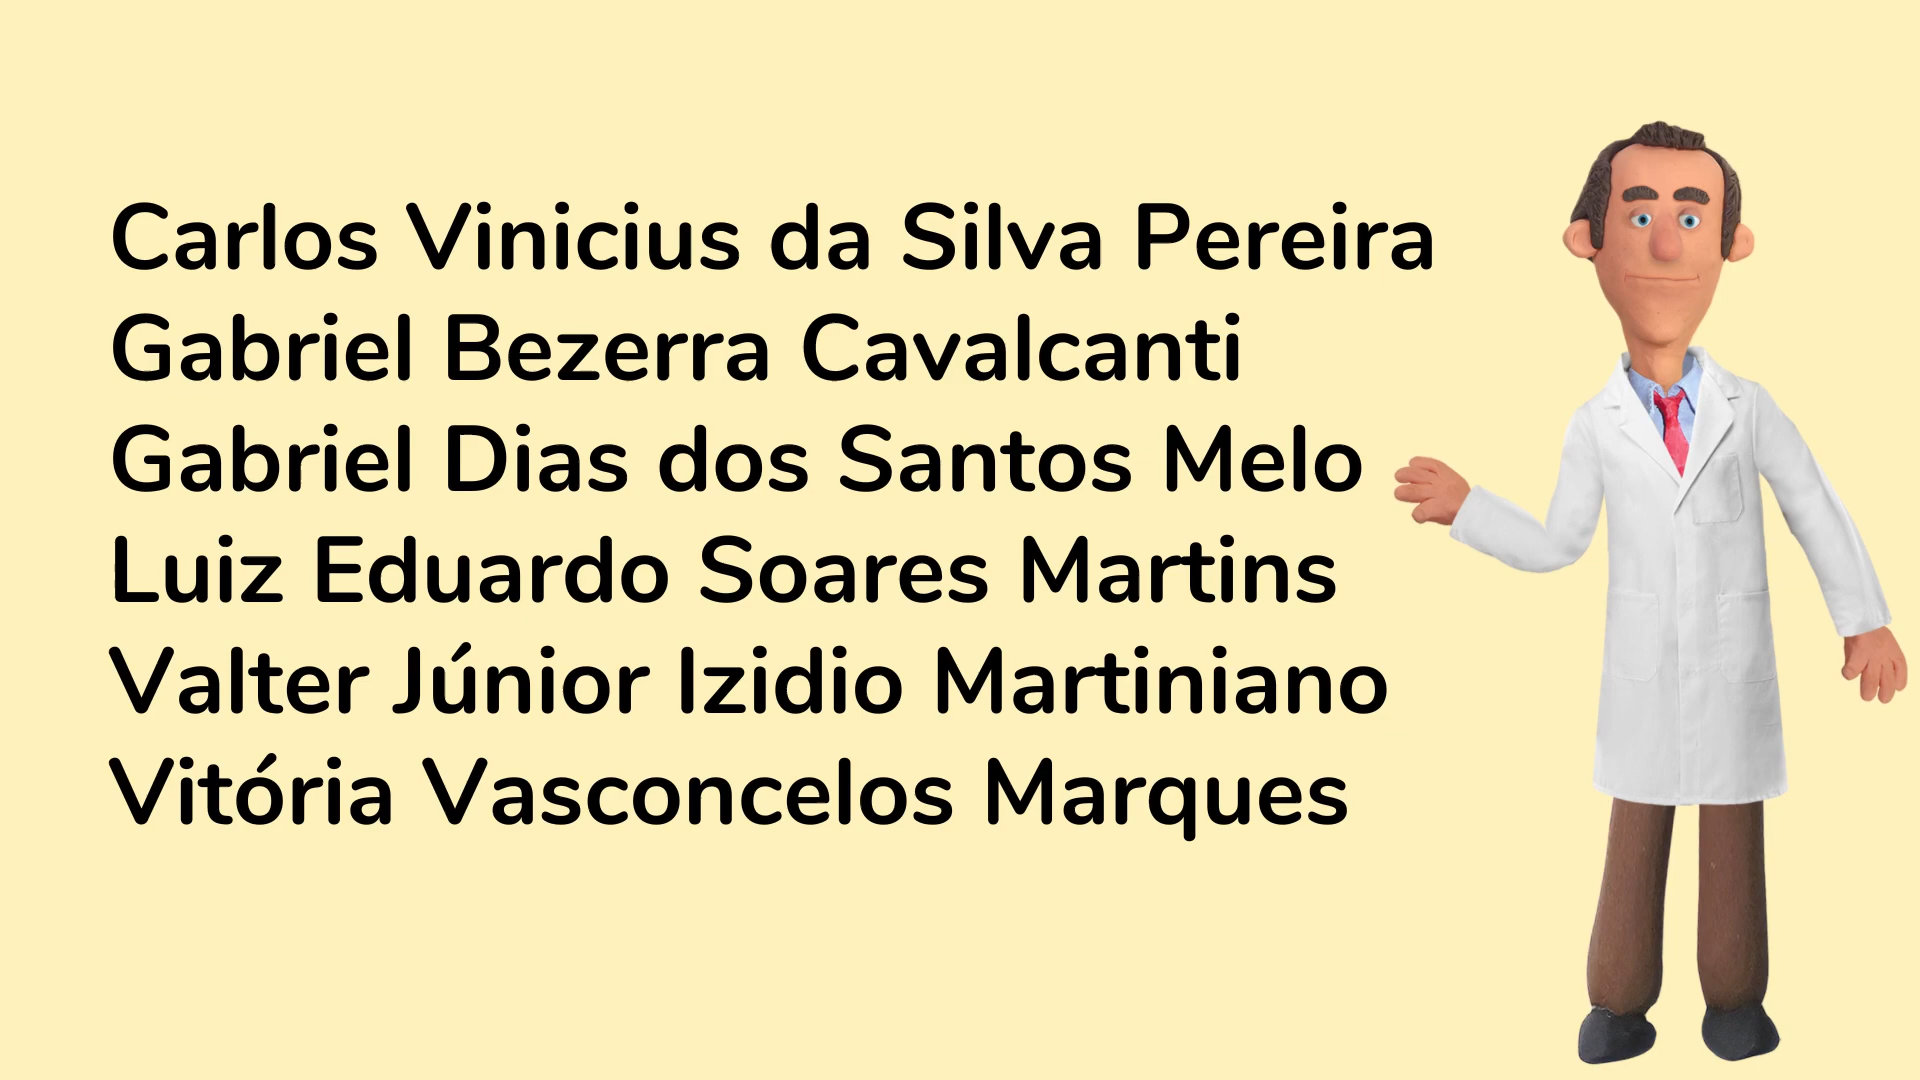 Carlos Vinicius da Silva Pereira
Gabriel Bezerra Cavalcanti
Gabriel Dias dos Santos Melo
Luiz Eduardo Soares Martins
Valter Júnior Izidio Martiniano
Vitória Vasconcelos Marques